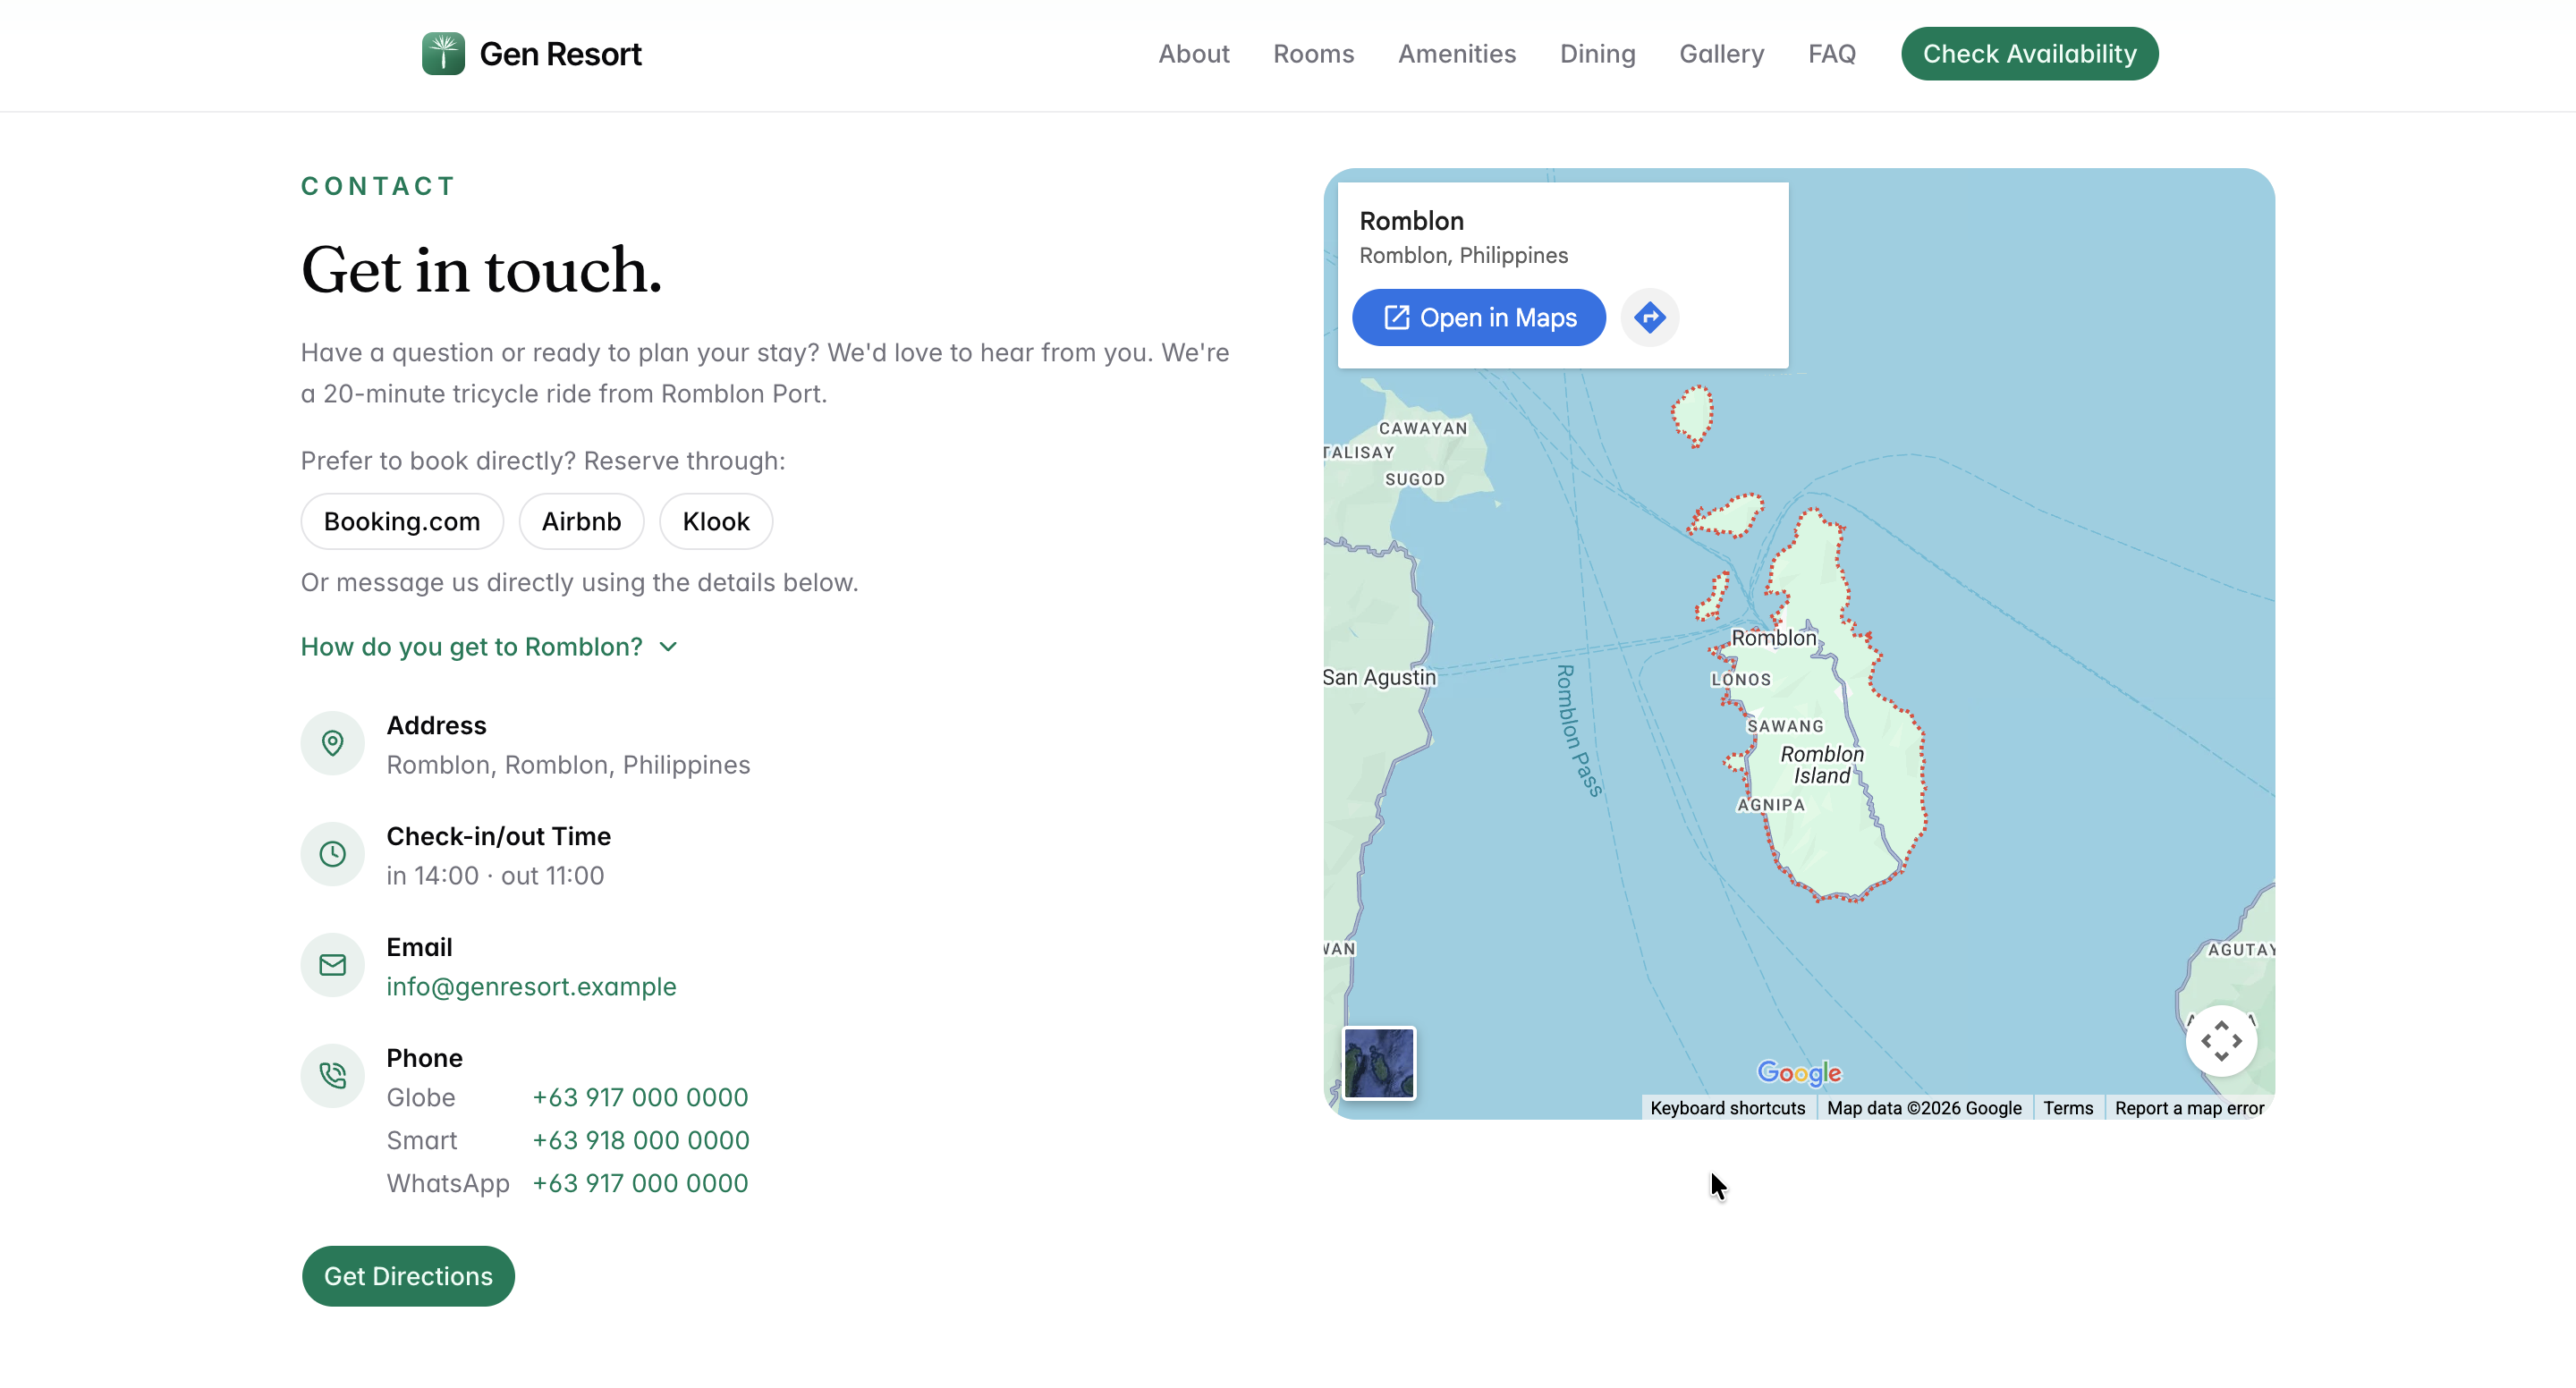 Gen Resort
About
Rooms
Amenities
Dining
Gallery
FAQ
Check Availability
CONTACT
Get in touch.
Have a question or ready to plan your stay? We'd love to hear from you. We're
a 20-minute tricycle ride from Romblon Port.
Prefer to book directly? Reserve through:
Booking.com
Airbnb
Klook
Or message us directly using the details below.
How do you get to Romblon?
Address
Romblon, Romblon, Philippines
Check-in/out Time
in 14:00 · out 11:00
Email
info@genresort.example
Phone
Globe +63 917 000 0000
Smart +63 918 000 0000
WhatsApp +63 917 000 0000
Get Directions
Romblon
Romblon, Philippines
Open in Maps
CAWAYAN
TALISAY
SUGOD
Romblon
San Agustin
LONOS
Romblon Pass
SAWANG
Romblon
Island
AGNIPA
WAN
AGUTAY
Google
Keyboard shortcuts
Map data ©2026 Google
Terms
Report a map error